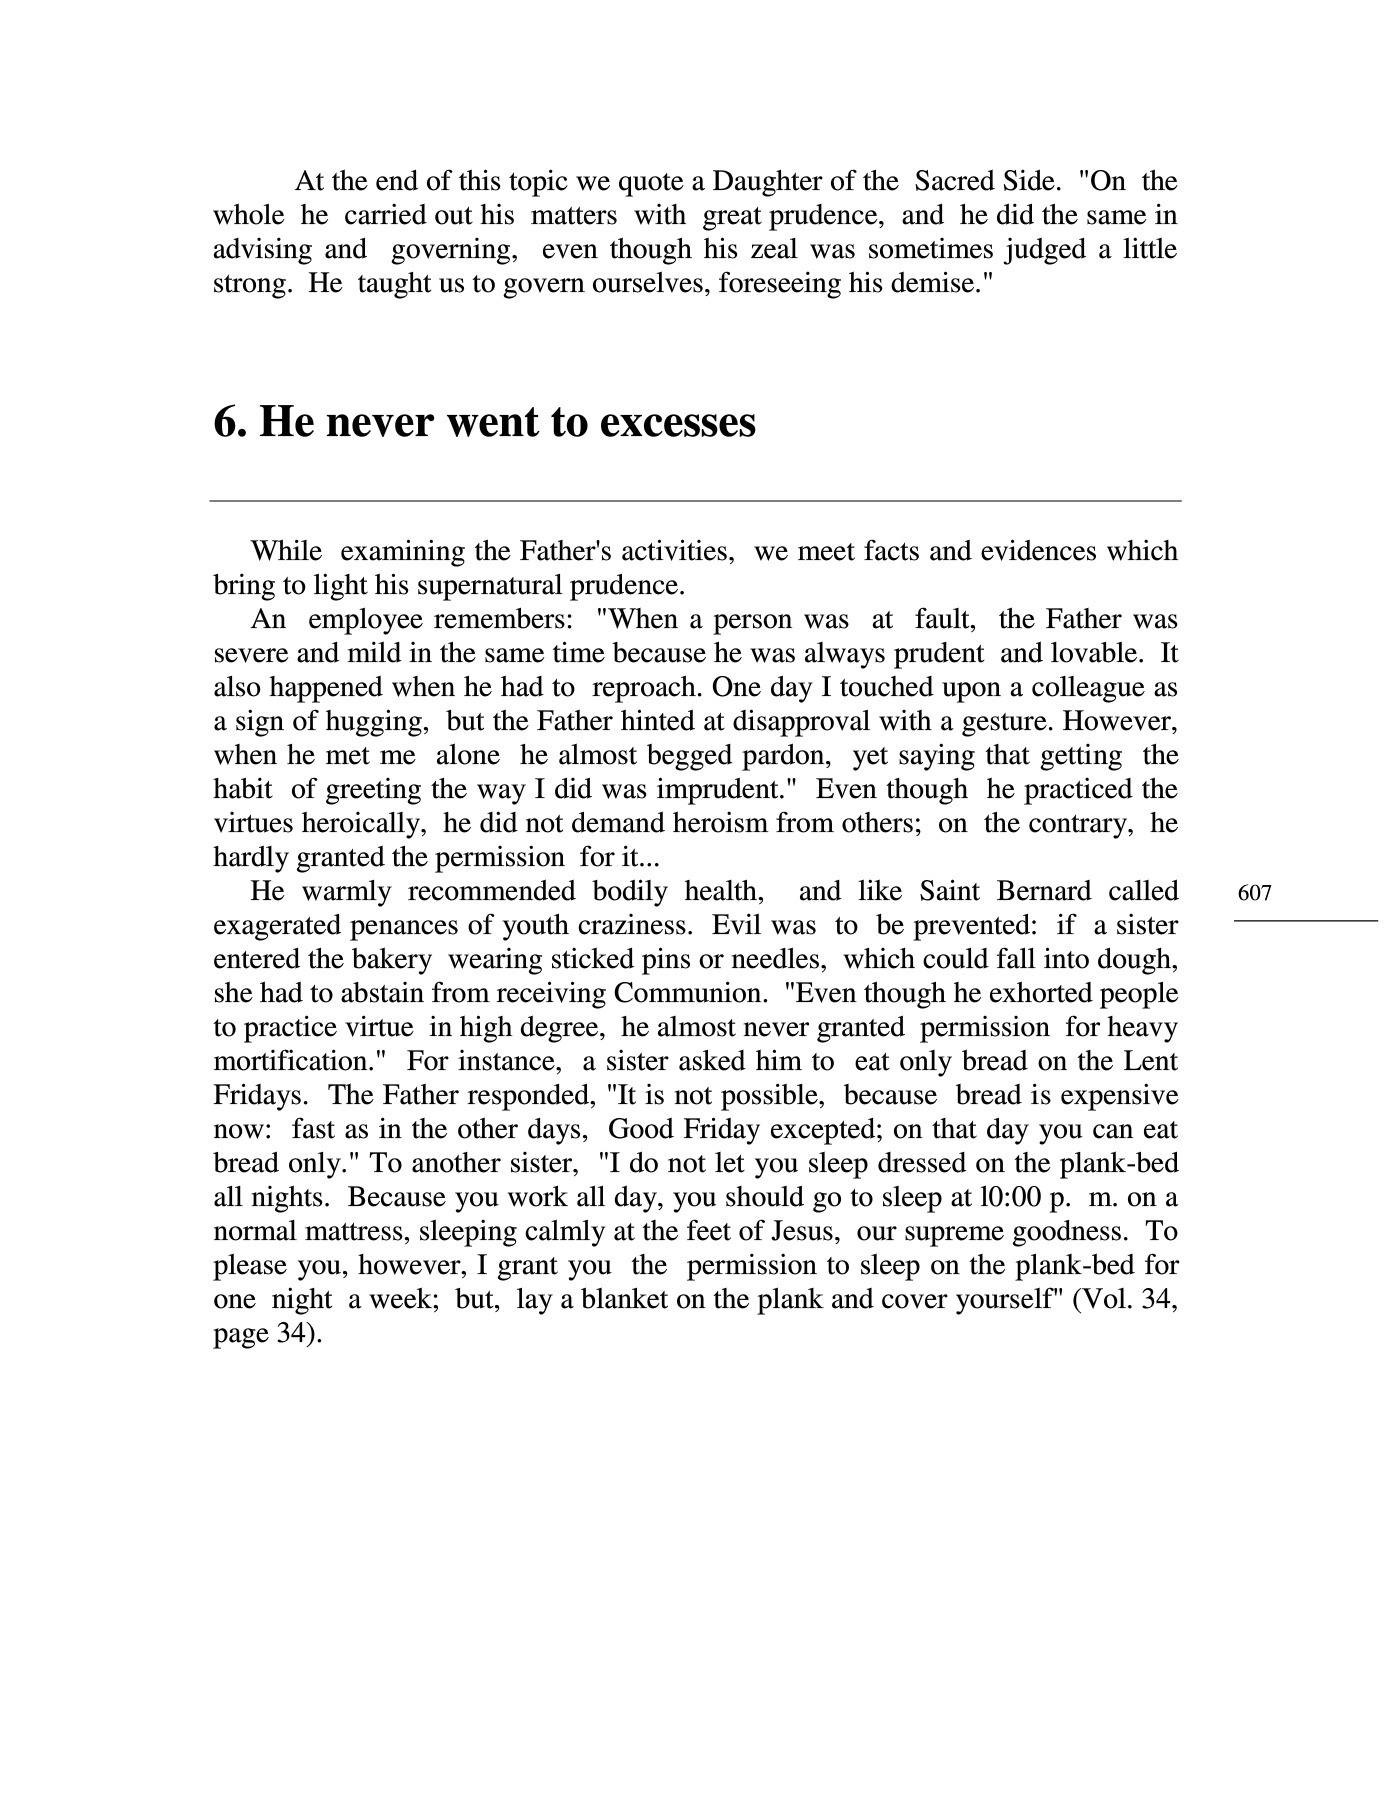 At the end of this topic we quote a Daughter of the Sacred Side. "On the
whole he carried out his matters with great prudence, and he did the same in
advising and governing, even though his zeal was sometimes judged a little
strong. He taught us to govern ourselves, foreseeing his demise."
6. He never went to excesses
While examining the Father's activities, we meet facts and evidences which
bring to light his supernatural prudence.
An employee remembers: "When a person was at fault, the Father was
severe and mild in the same time because he was always prudent and lovable. It
also happened when he had to reproach. One day I touched upon a colleague as
a sign of hugging, but the Father hinted at disapproval with a gesture. However,
when he met me alone he almost begged pardon, yet saying that getting the
habit of greeting the way I did was imprudent." Even though he practiced the
virtues heroically, he did not demand heroism from others; on the contrary, he
hardly granted the permission for it...
He warmly recommended bodily health, and like Saint Bernard called
exagerated penances of youth craziness. Evil was to be prevented: if a sister
entered the bakery wearing sticked pins or needles, which could fall into dough,
she had to abstain from receiving Communion. "Even though he exhorted people
to practice virtue in high degree, he almost never granted permission for heavy
mortification." For instance, a sister asked him to eat only bread on the Lent
Fridays. The Father responded, "It is not possible, because bread is expensive
now: fast as in the other days, Good Friday excepted; on that day you can eat
bread only." To another sister, "I do not let you sleep dressed on the plank-bed
all nights. Because you work all day, you should go to sleep at l0:00 p. m. on a
normal mattress, sleeping calmly at the feet of Jesus, our supreme goodness. To
please you, however, I grant you the permission to sleep on the plank-bed for
one night a week; but, lay a blanket on the plank and cover yourself" (Vol. 34,
page 34).
607